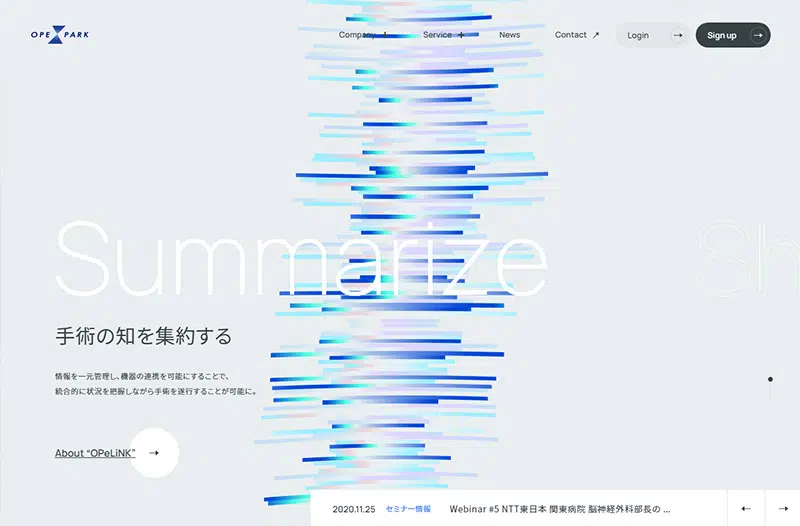 OPE PARK
Company +
Service +
News
Contact ↗
Login →
Sign up →
Summarize
Sh
手術の知を集約する
情報を一元管理し、機器の連携を可能にすることで、
統合的に状況を把握しながら手術を遂行することが可能に。
About “OPeLiNK” →
2020.11.25 セミナー情報 Webinar #5 NTT東日本 関東病院 脳神経外科部長の ... ← →